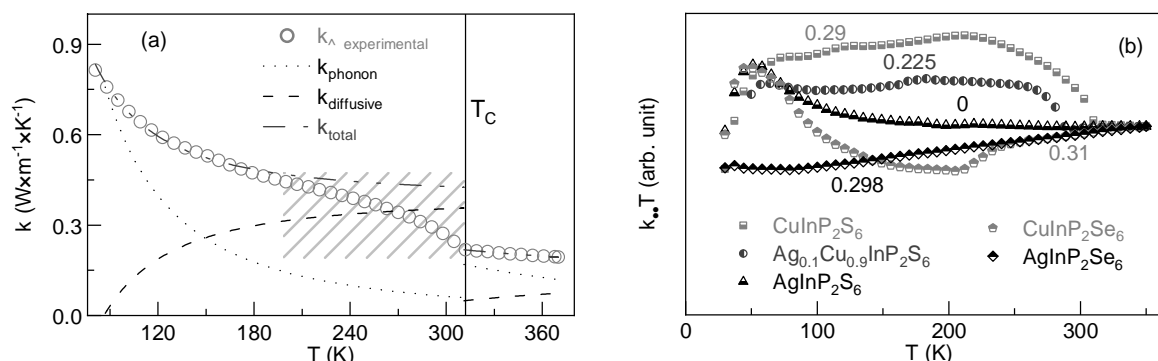 (a)
k^ experimental
kphonon
kdiffusive
ktotal
TC
0.9
0.6
0.3
0.0
k (W×m-1×K-1)
120 180 240 300 360
T (K)
(b)
0.29
0.225
0
0.31
0.298
k••T (arb. unit)
CuInP2S6
Ag0.1Cu0.9InP2S6
AgInP2S6
CuInP2Se6
AgInP2Se6
0 100 200 300
T (K)